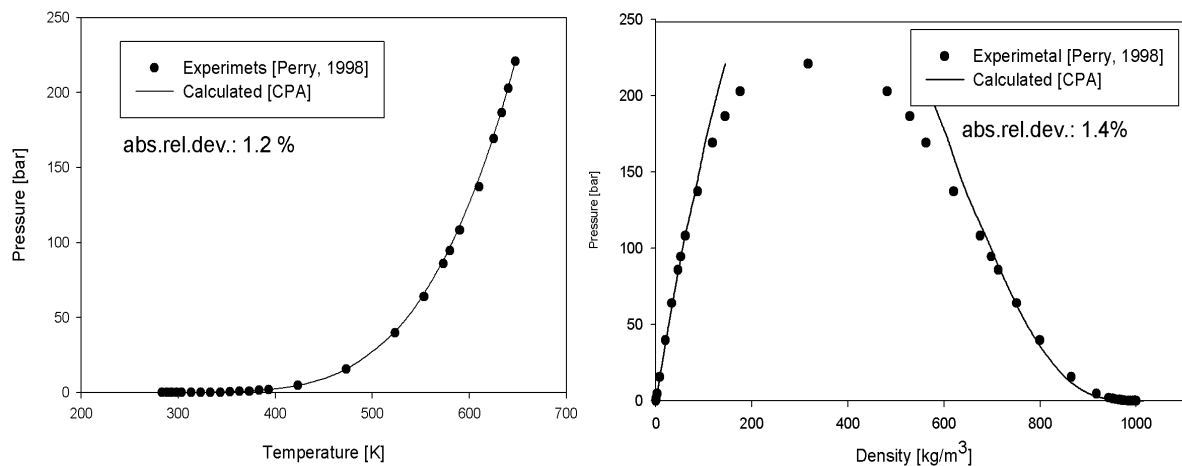 250
200
150
100
50
0
Pressure [bar]
Experimets [Perry, 1998]
Calculated [CPA]
abs.rel.dev.: 1.2 %
200 300 400 500 600 700
Temperature [K]
250
200
150
100
50
0
Pressure [bar]
Experimetal [Perry, 1998]
Calculated [CPA]
abs.rel.dev.: 1.4%
0 200 400 600 800 1000
Density [kg/m³]